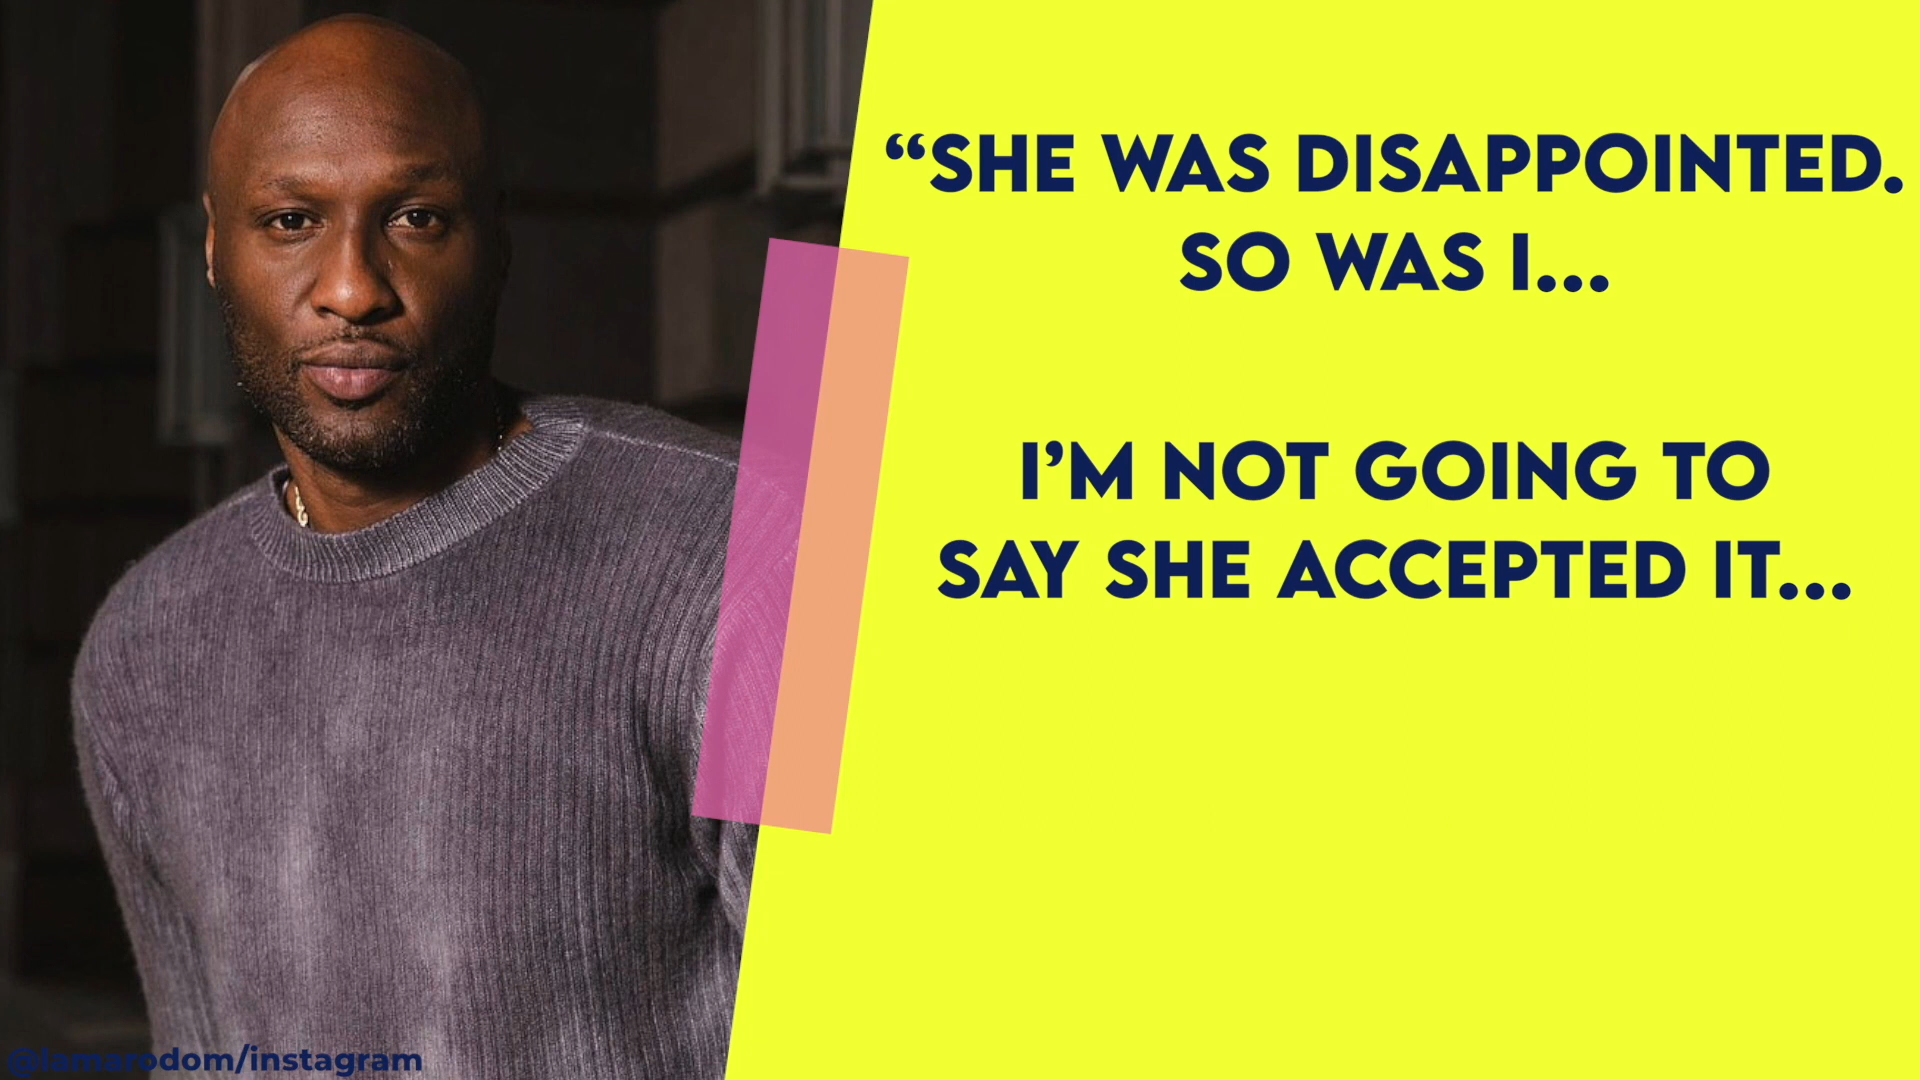 “SHE WAS DISAPPOINTED.
SO WAS I...
I’M NOT GOING TO
SAY SHE ACCEPTED IT...
@lamarodom/instagram